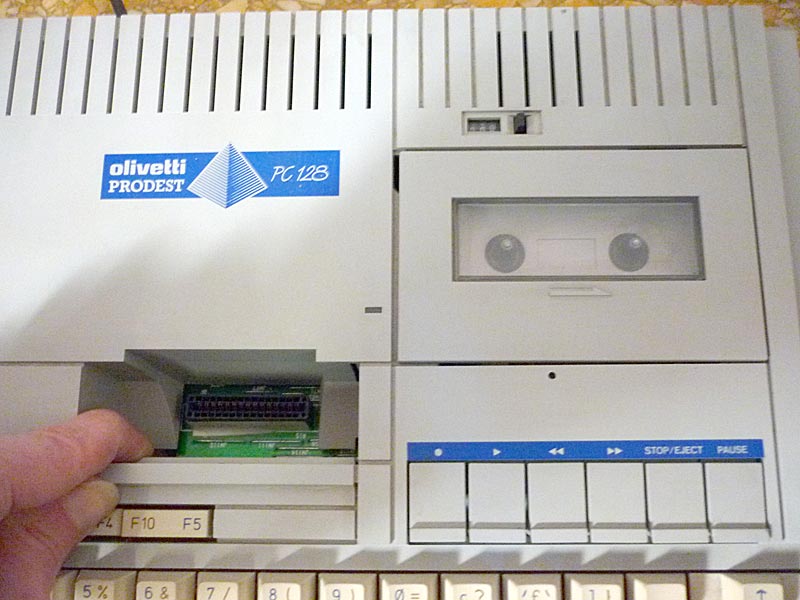 olivetti
PRODEST
PC 128
STOP/EJECT PAUSE
F4 F10 F5
5 % 6 & 7 / 8 ( 9 ) 0 =